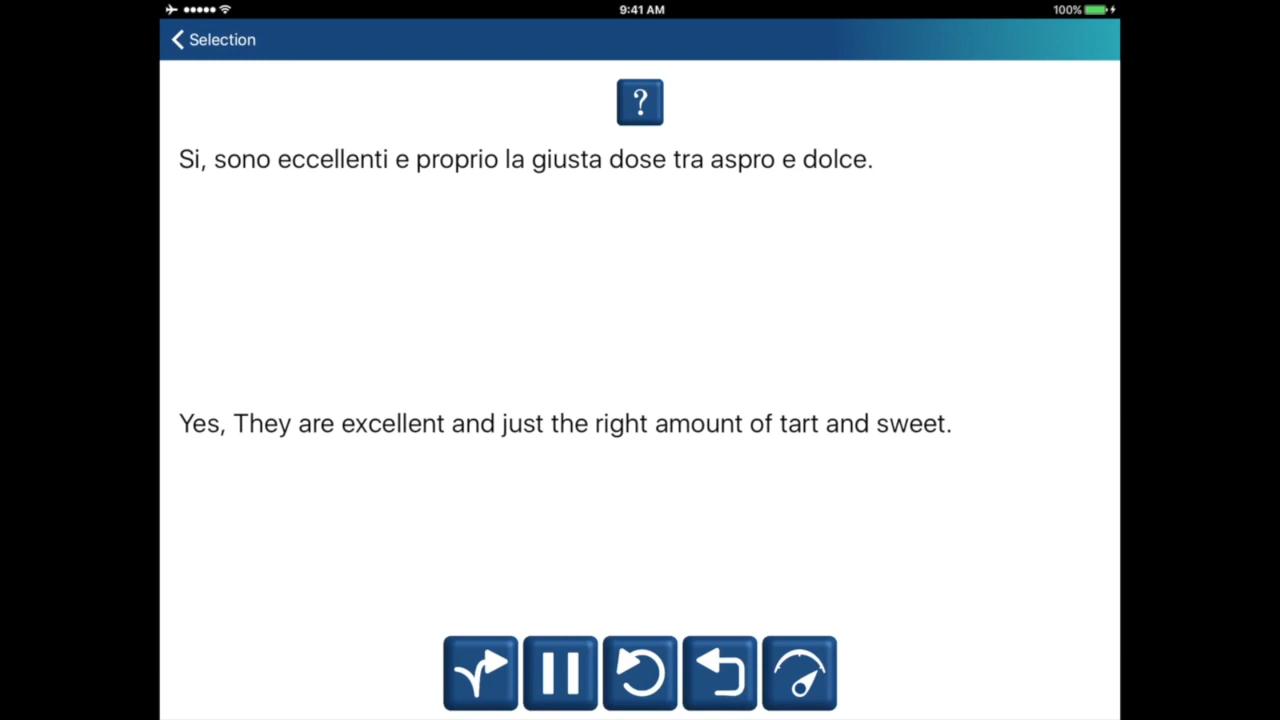 9:41 AM
100%
Selection
?
Si, sono eccellenti e proprio la giusta dose tra aspro e dolce.
Yes, They are excellent and just the right amount of tart and sweet.